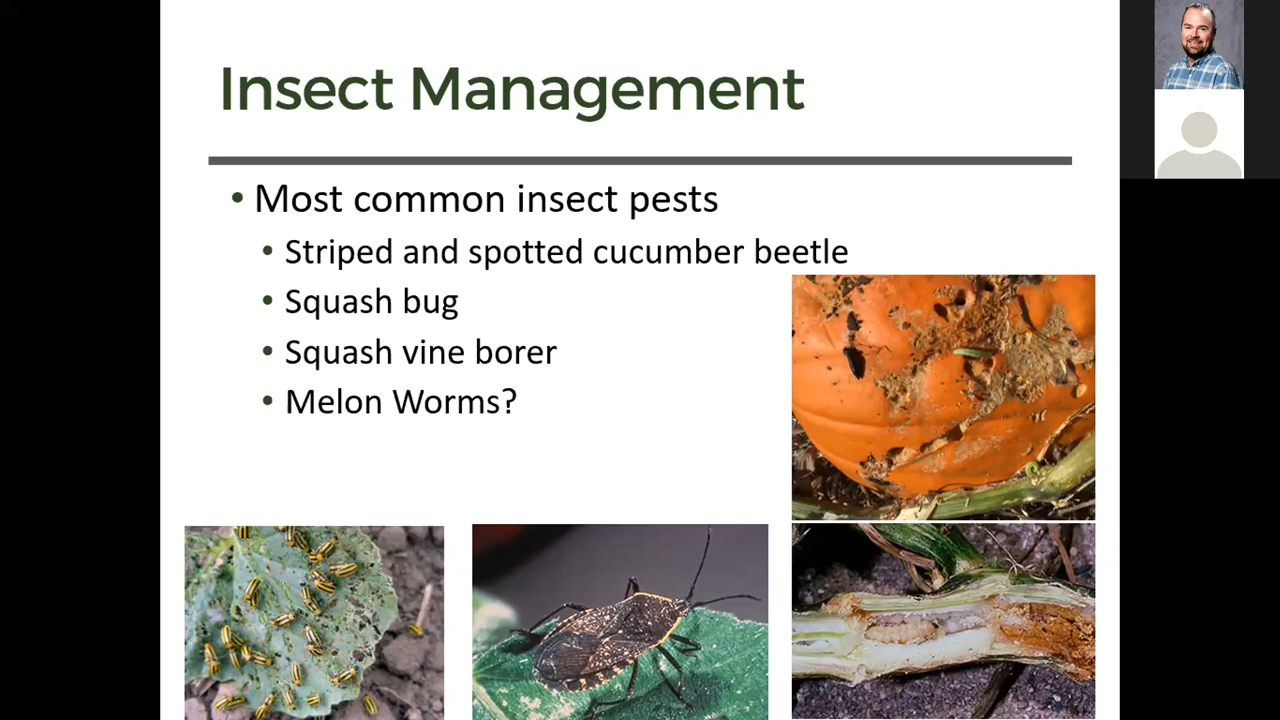 Insect Management
• Most common insect pests
• Striped and spotted cucumber beetle
• Squash bug
• Squash vine borer
• Melon Worms?